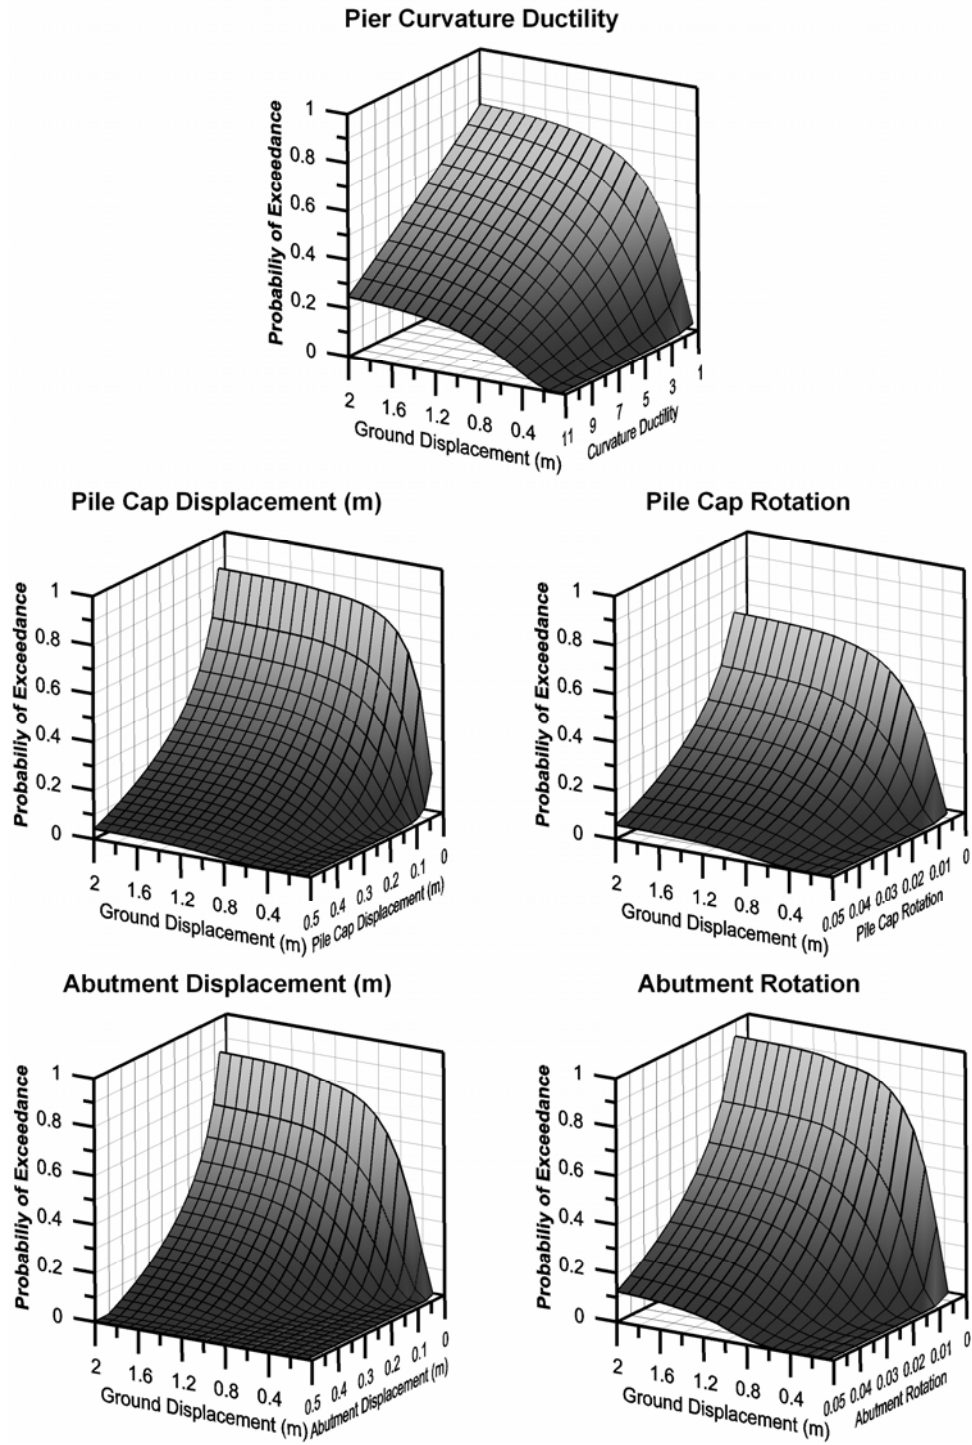 Pier Curvature Ductility
Probabiliy of Exceedance
1
0.8
0.6
0.4
0.2
0
2 1.6 1.2 0.8 0.4
Ground Displacement (m)
11 9 7 5 3 1
Curvature Ductility
Pile Cap Displacement (m)
Probabiliy of Exceedance
1
0.8
0.6
0.4
0.2
0
2 1.6 1.2 0.8 0.4
Ground Displacement (m)
0.5 0.4 0.3 0.2 0.1 0
Pile Cap Displacement (m)
Pile Cap Rotation
Probabiliy of Exceedance
1
0.8
0.6
0.4
0.2
0
2 1.6 1.2 0.8 0.4
Ground Displacement (m)
0.05 0.04 0.03 0.02 0.01 0
Pile Cap Rotation
Abutment Displacement (m)
Probabiliy of Exceedance
1
0.8
0.6
0.4
0.2
0
2 1.6 1.2 0.8 0.4
Ground Displacement (m)
0.5 0.4 0.3 0.2 0.1 0
Abutment Displacement (m)
Abutment Rotation
Probabiliy of Exceedance
1
0.8
0.6
0.4
0.2
0
2 1.6 1.2 0.8 0.4
Ground Displacement (m)
0.05 0.04 0.03 0.02 0.01 0
Abutment Rotation